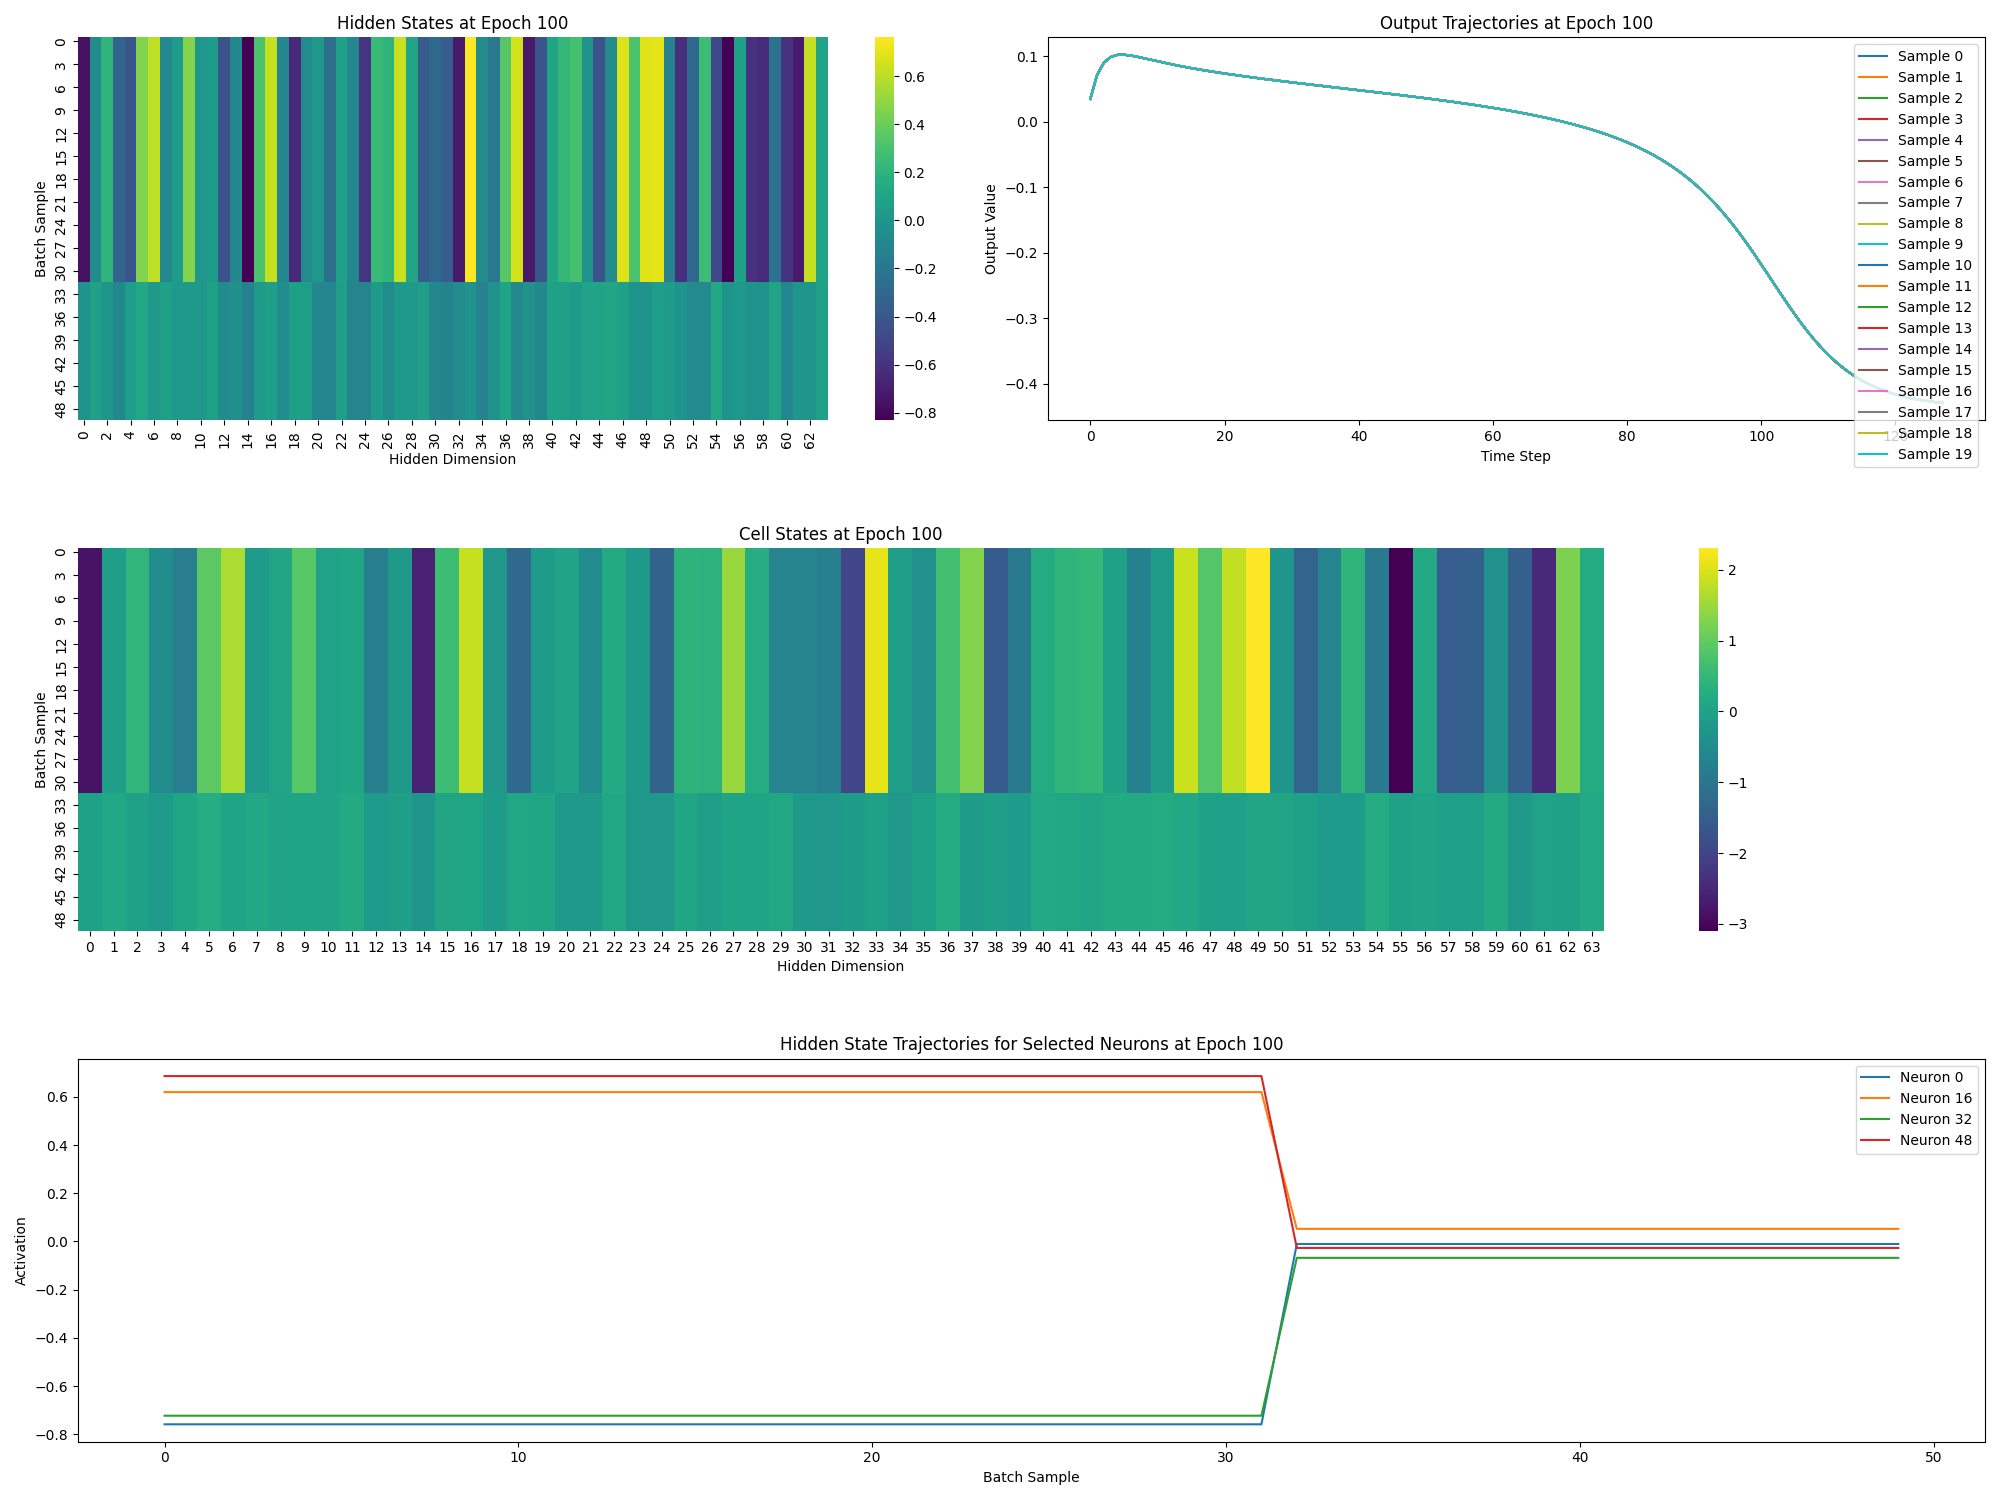 Hidden States at Epoch 100
Batch Sample
0
3
6
9
12
15
18
21
24
27
30
33
36
39
42
45
48
0 2 4 6 8 10 12 14 16 18 20 22 24 26 28 30 32 34 36 38 40 42 44 46 48 50 52 54 56 58 60 62
Hidden Dimension
0.6
0.4
0.2
0.0
−0.2
−0.4
−0.6
−0.8
Output Trajectories at Epoch 100
Output Value
0.1
0.0
−0.1
−0.2
−0.3
−0.4
0 20 40 60 80 100 120
Time Step
Sample 0
Sample 1
Sample 2
Sample 3
Sample 4
Sample 5
Sample 6
Sample 7
Sample 8
Sample 9
Sample 10
Sample 11
Sample 12
Sample 13
Sample 14
Sample 15
Sample 16
Sample 17
Sample 18
Sample 19
Cell States at Epoch 100
Batch Sample
0
3
6
9
12
15
18
21
24
27
30
33
36
39
42
45
48
0 1 2 3 4 5 6 7 8 9 10 11 12 13 14 15 16 17 18 19 20 21 22 23 24 25 26 27 28 29 30 31 32 33 34 35 36 37 38 39 40 41 42 43 44 45 46 47 48 49 50 51 52 53 54 55 56 57 58 59 60 61 62 63
Hidden Dimension
2
1
0
−1
−2
−3
Hidden State Trajectories for Selected Neurons at Epoch 100
Activation
0.6
0.4
0.2
0.0
−0.2
−0.4
−0.6
−0.8
0 10 20 30 40 50
Batch Sample
Neuron 0
Neuron 16
Neuron 32
Neuron 48